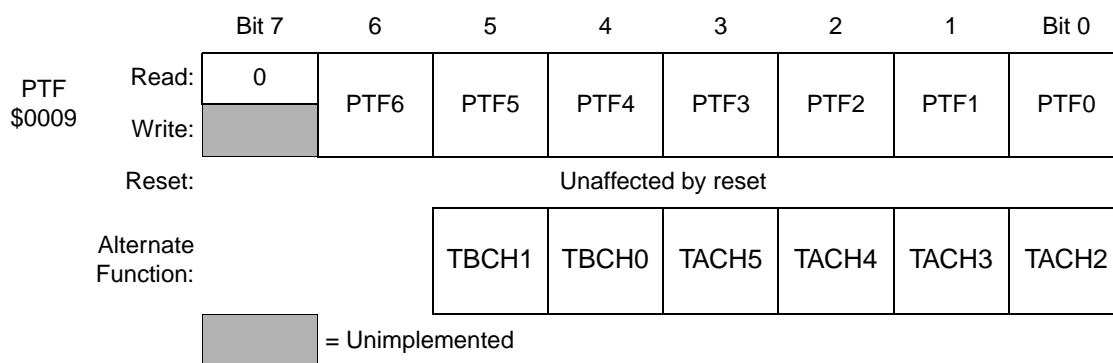 Bit 7 6 5 4 3 2 1 Bit 0
PTF
$0009
Read: 0
PTF6 PTF5 PTF4 PTF3 PTF2 PTF1 PTF0
Write:
Reset: Unaffected by reset
Alternate
Function:
TBCH1 TBCH0 TACH5 TACH4 TACH3 TACH2
= Unimplemented